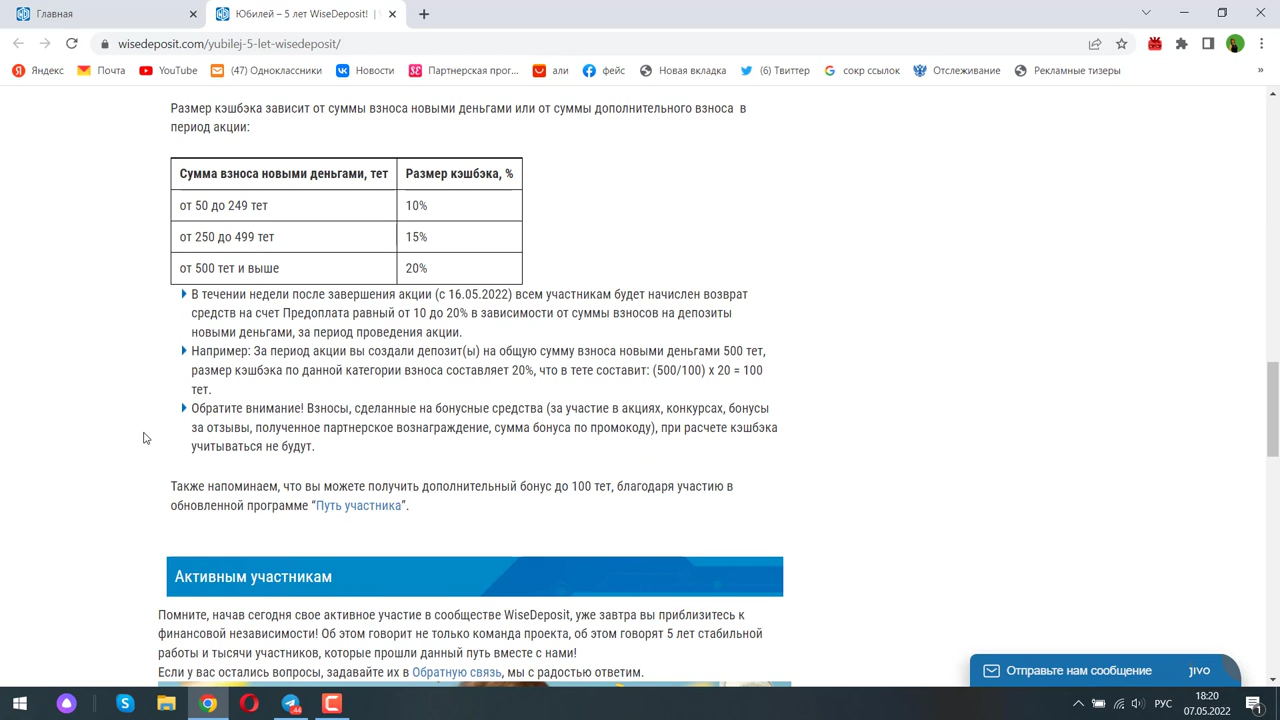 Главная
Юбилей – 5 лет WiseDeposit! |
wisedeposit.com/yubilej-5-let-wisedeposit/
Яндекс
Почта
YouTube
(47) Одноклассники
Новости
Партнерская прог...
али
фейс
Новая вкладка
(6) Твиттер
сокр ссылок
Отслеживание
Рекламные тизеры
»
Размер кэшбэка зависит от суммы взноса новыми деньгами или от суммы дополнительного взноса в
период акции:
Сумма взноса новыми деньгами, тет
Размер кэшбэка, %
от 50 до 249 тет
10%
от 250 до 499 тет
15%
от 500 тет и выше
20%
В течении недели после завершения акции (с 16.05.2022) всем участникам будет начислен возврат
средств на счет Предоплата равный от 10 до 20% в зависимости от суммы взносов на депозиты
новыми деньгами, за период проведения акции.
Например: За период акции вы создали депозит(ы) на общую сумму взноса новыми деньгами 500 тет,
размер кэшбэка по данной категории взноса составляет 20%, что в тете составит: (500/100) х 20 = 100
тет.
Обратите внимание! Взносы, сделанные на бонусные средства (за участие в акциях, конкурсах, бонусы
за отзывы, полученное партнерское вознаграждение, сумма бонуса по промокоду), при расчете кэшбэка
учитываться не будут.
Также напоминаем, что вы можете получить дополнительный бонус до 100 тет, благодаря участию в
обновленной программе “Путь участника”.
Активным участникам
Помните, начав сегодня свое активное участие в сообществе WiseDeposit, уже завтра вы приблизитесь к
финансовой независимости! Об этом говорит не только команда проекта, об этом говорят 5 лет стабильной
работы и тысячи участников, которые прошли данный путь вместе с нами!
Если у вас остались вопросы, задавайте их в Обратную связь, мы с радостью ответим.
Отправьте нам сообщение
jivo
44
РУС
18:20
07.05.2022
1